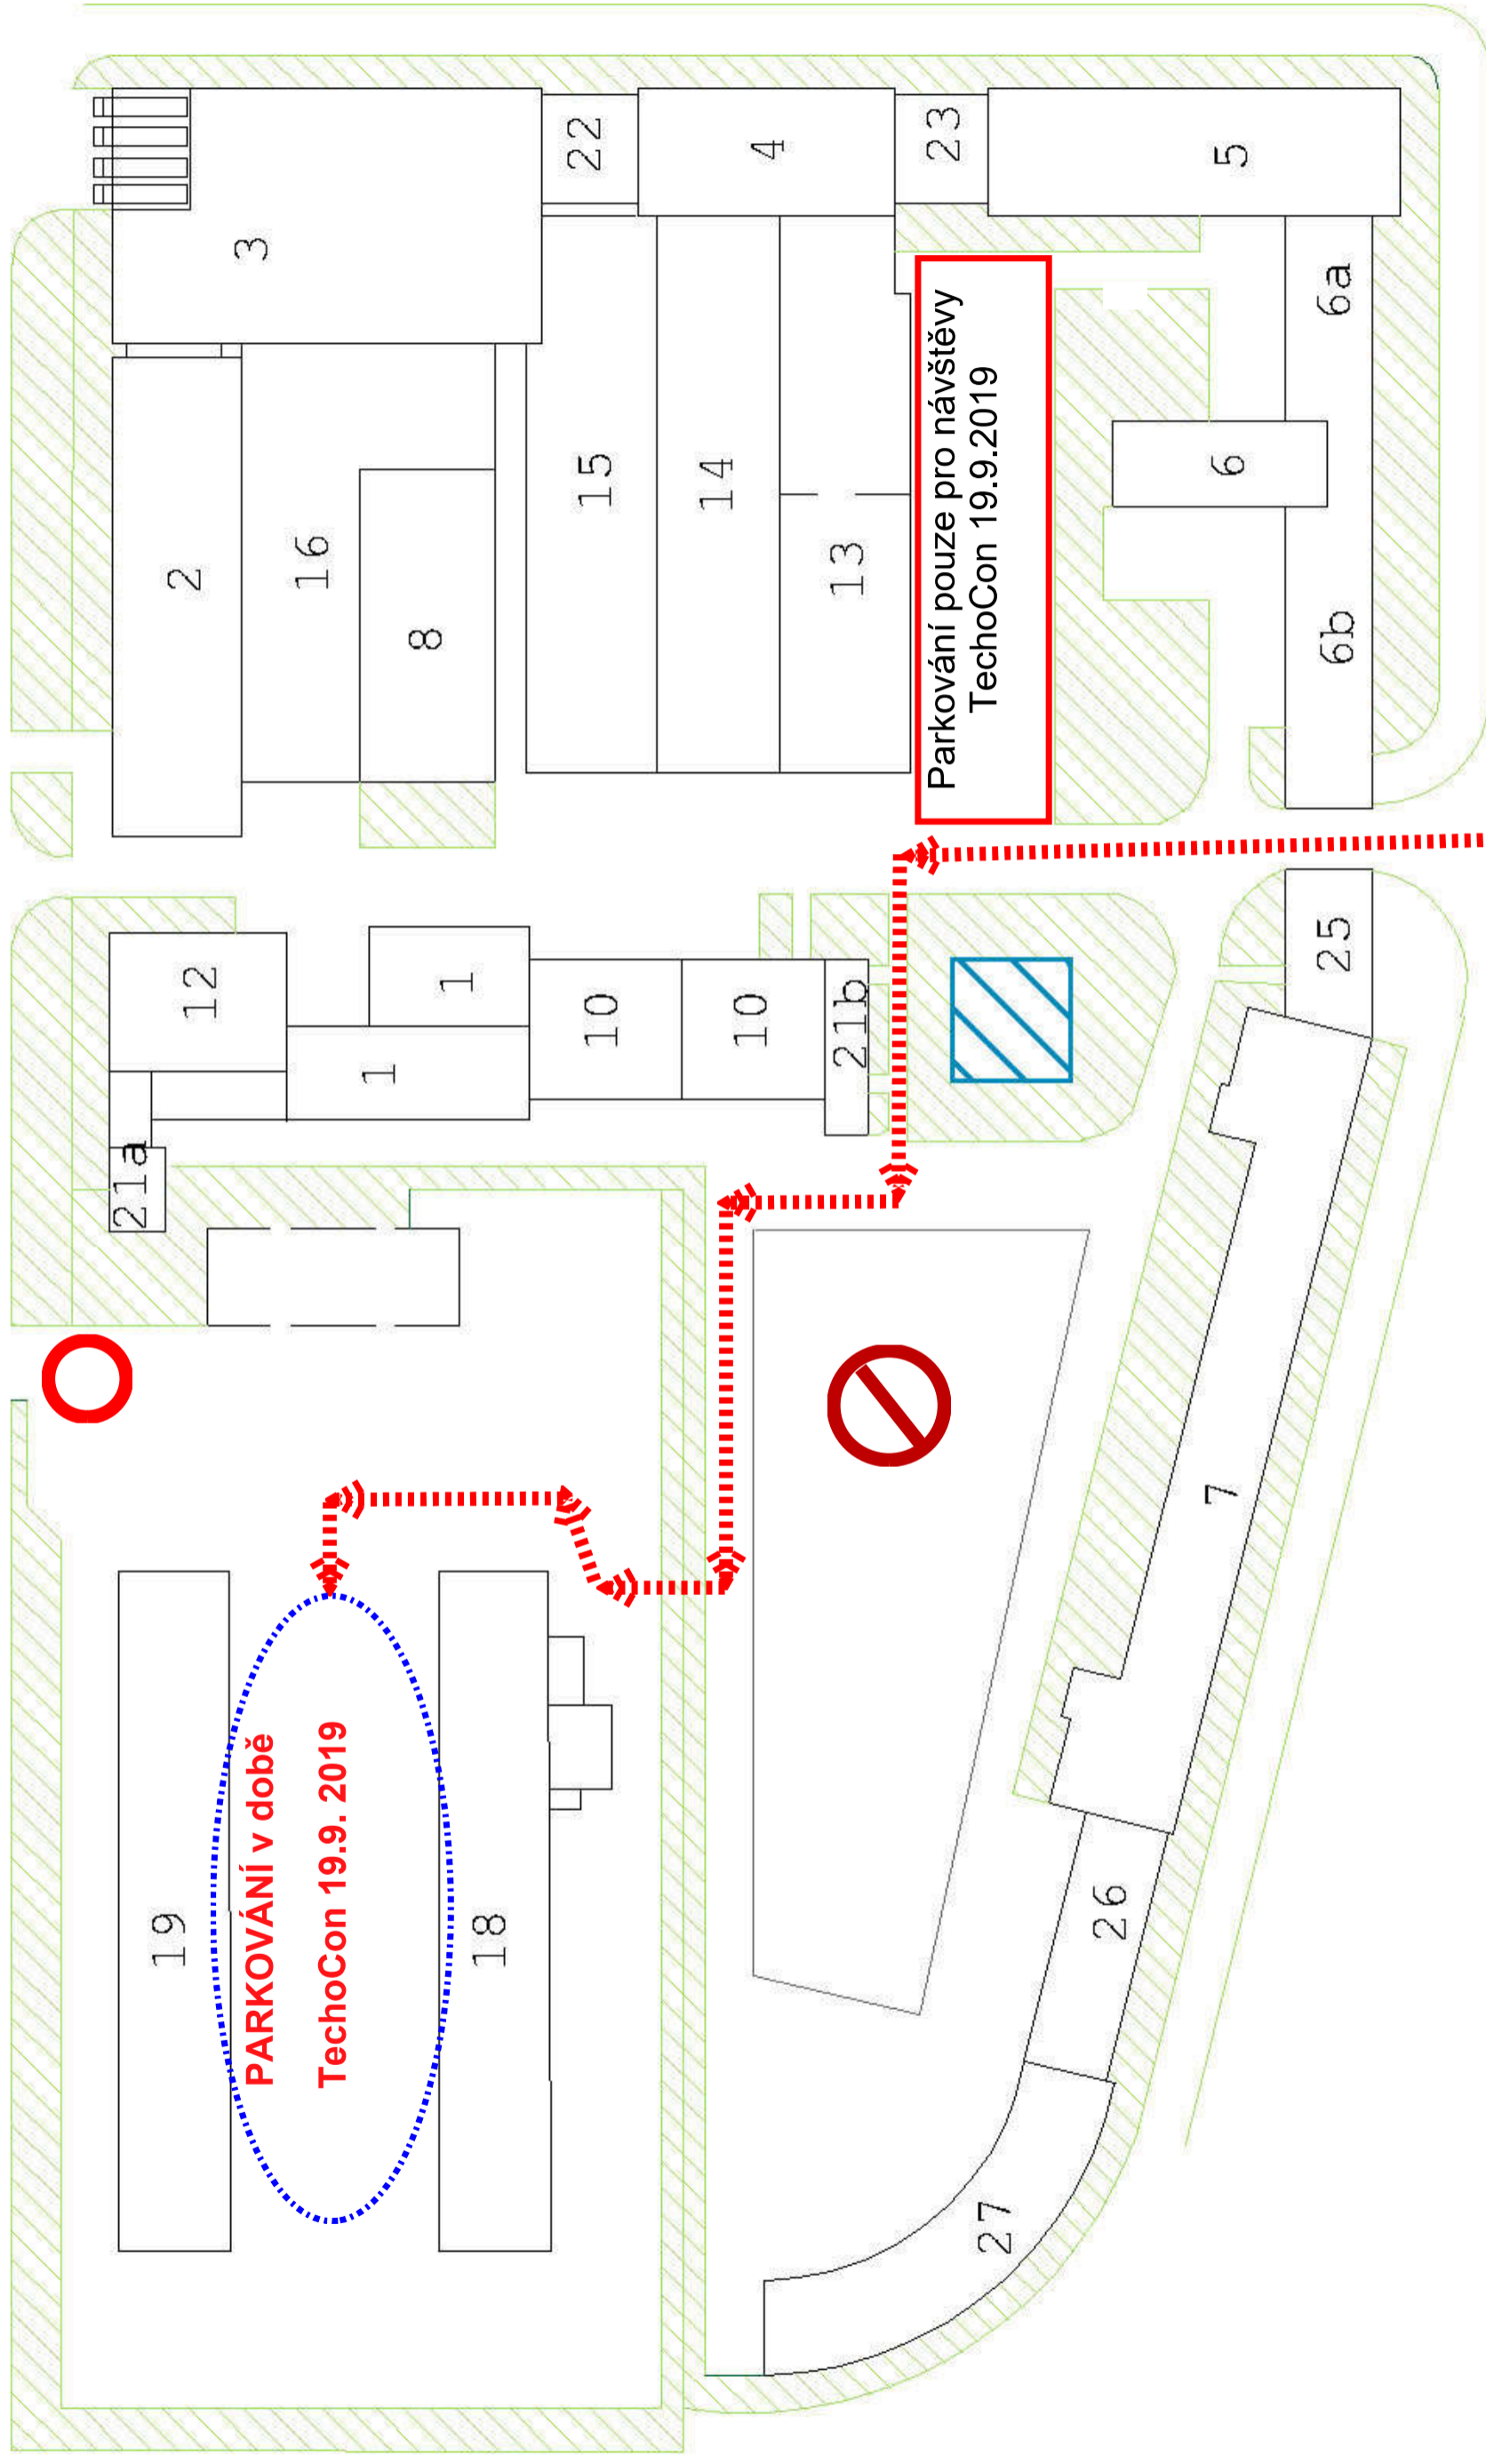 19
21a
12
2
3
PARKOVÁNÍ v době
TechoCon 19.9. 2019
16
1
1
8
18
10
15
22
10
14
4
21b
13
23
Parkování pouze pro návštěvy
TechoCon 19.9.2019
27
26
7
6
5
25
6b
6a